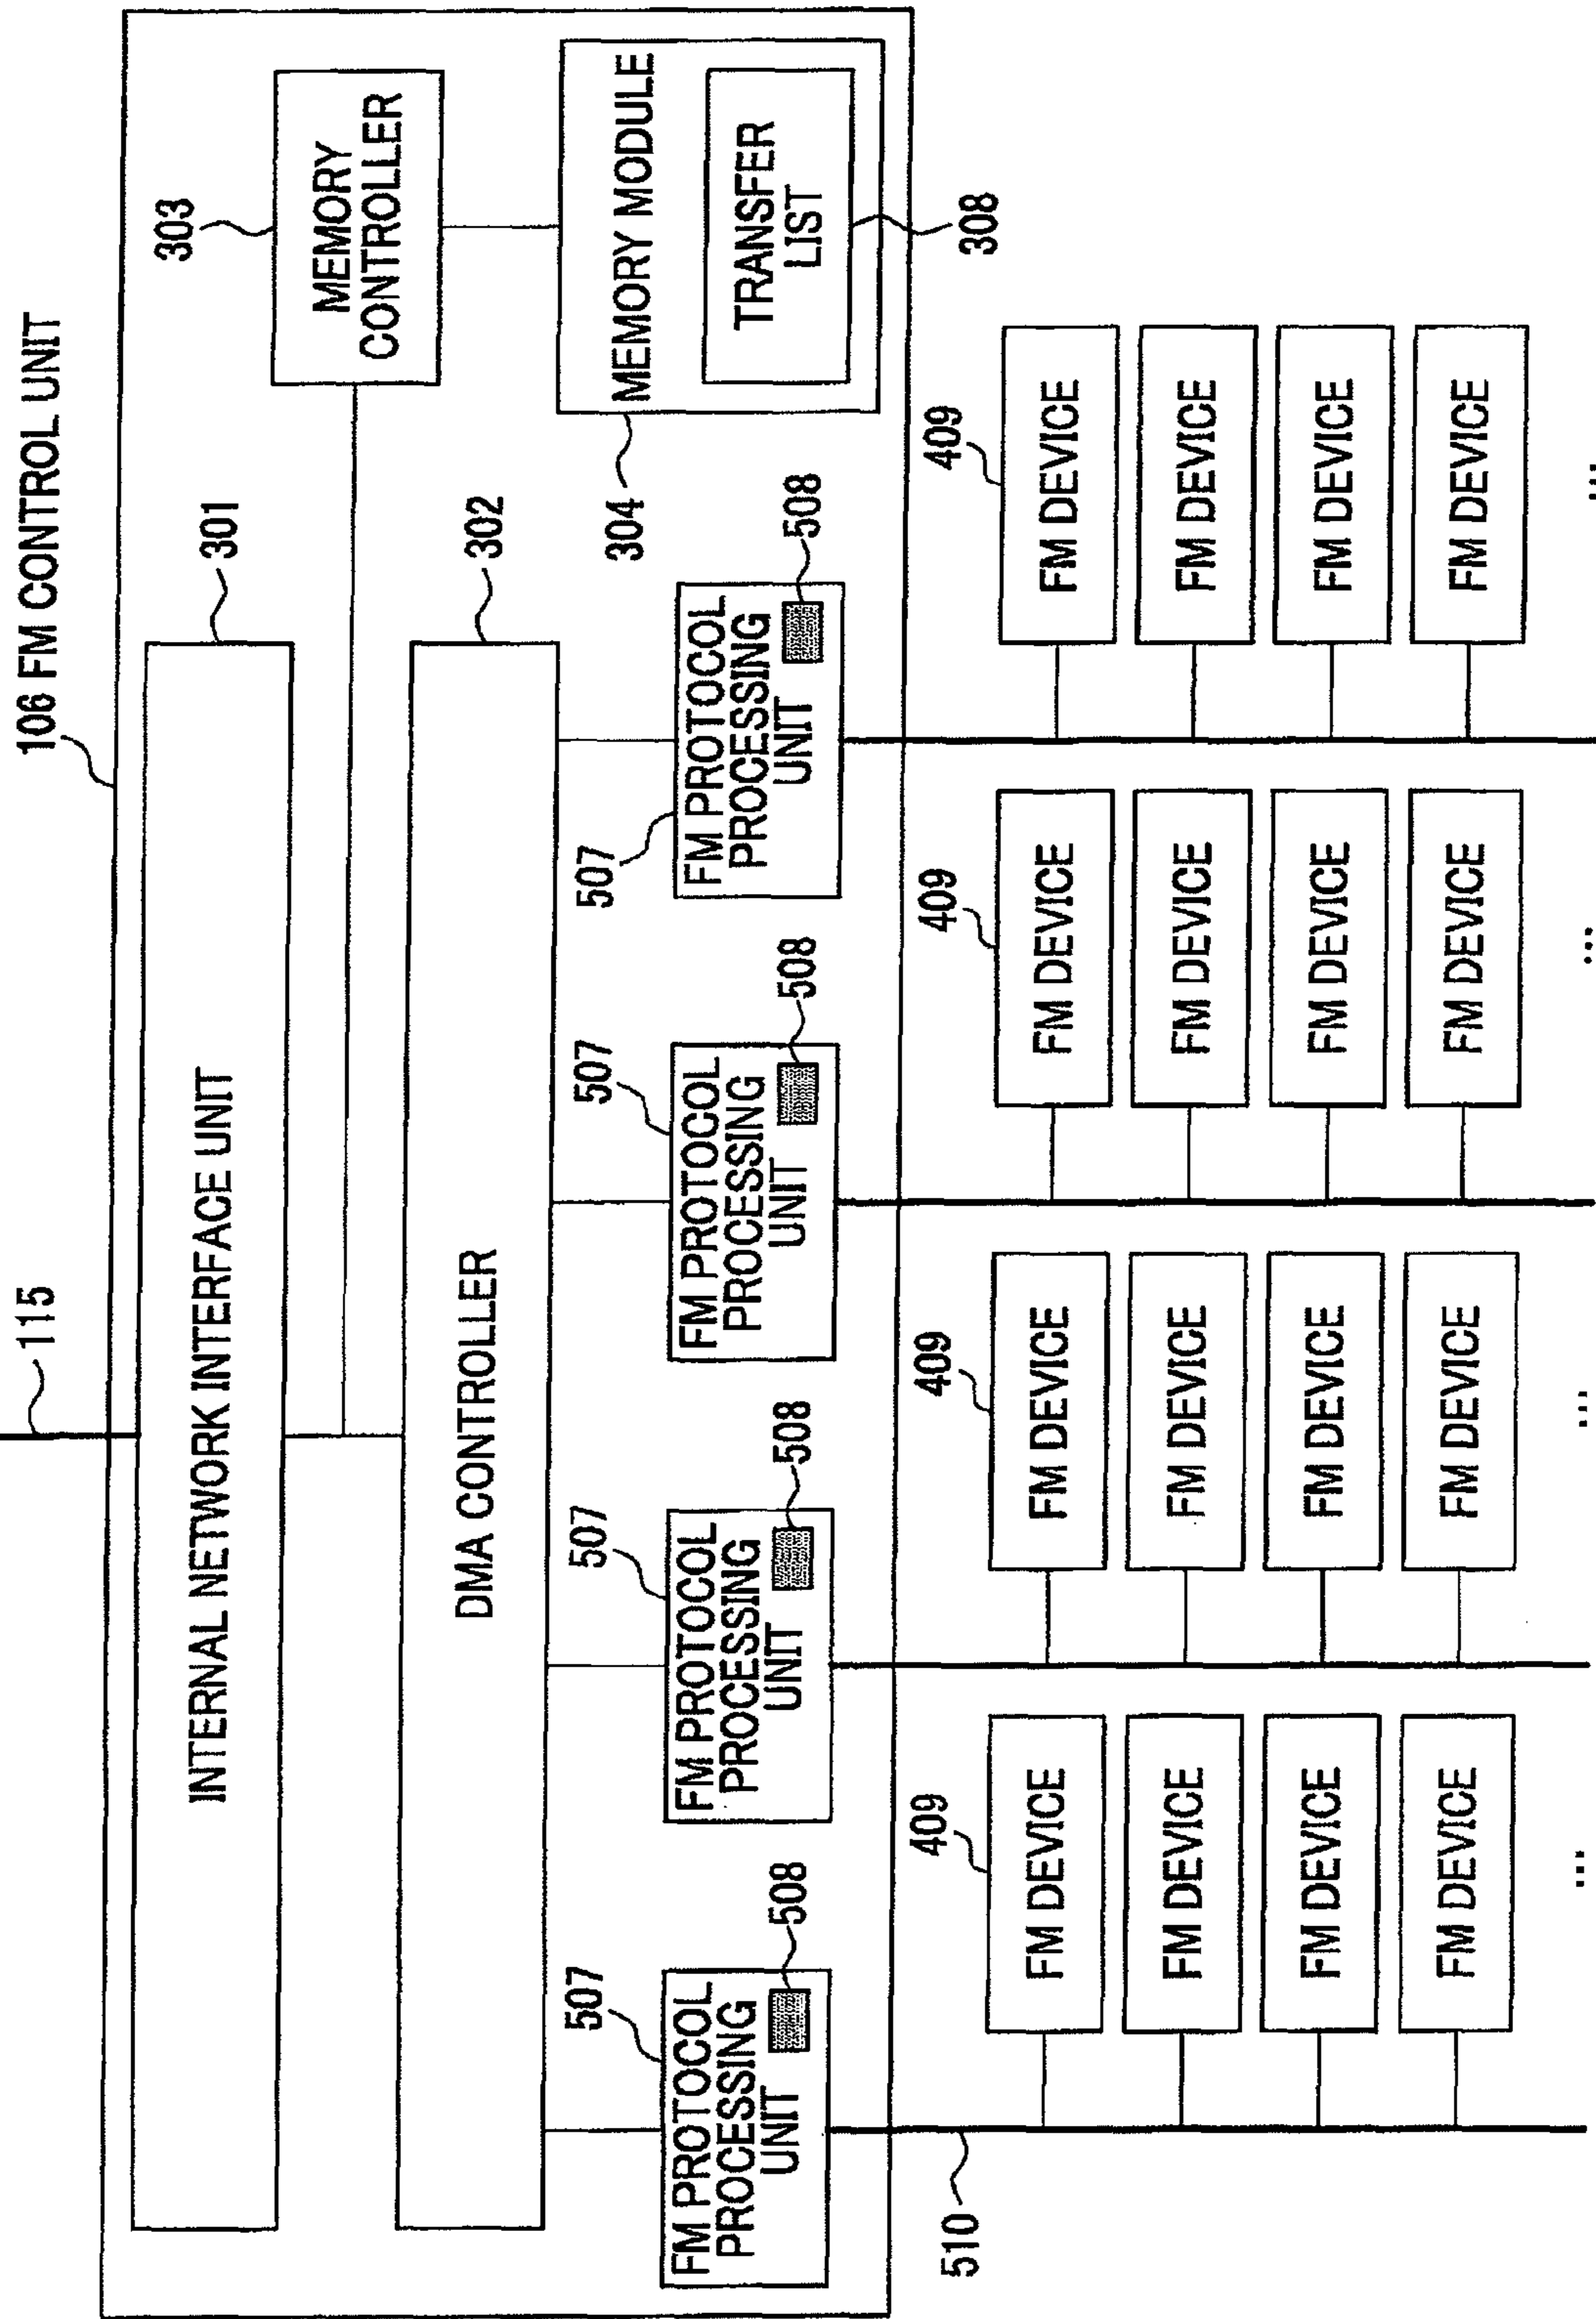 106 FM CONTROL UNIT
115
301
INTERNAL NETWORK INTERFACE UNIT
303
MEMORY
CONTROLLER
302
DMA CONTROLLER
304
MEMORY MODULE
TRANSFER
LIST
308
507
FM PROTOCOL
PROCESSING
UNIT
508
507
FM PROTOCOL
PROCESSING
UNIT
508
507
FM PROTOCOL
PROCESSING
UNIT
508
507
FM PROTOCOL
PROCESSING
UNIT
508
510
409
FM DEVICE
FM DEVICE
FM DEVICE
FM DEVICE
...
409
FM DEVICE
FM DEVICE
FM DEVICE
FM DEVICE
...
409
FM DEVICE
FM DEVICE
FM DEVICE
FM DEVICE
...
409
FM DEVICE
FM DEVICE
FM DEVICE
FM DEVICE
...